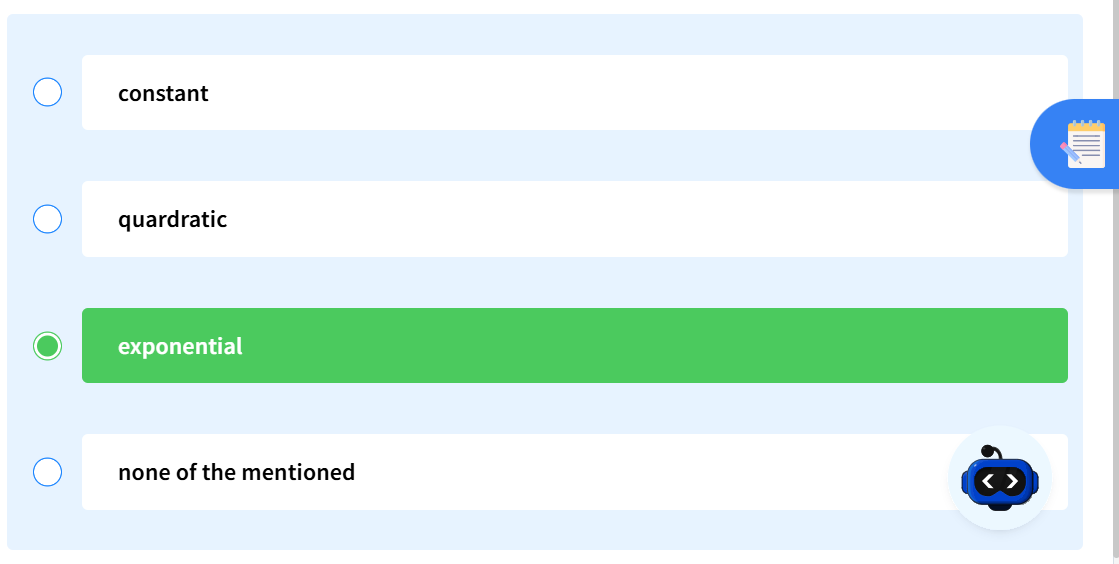 constant
quardratic
exponential
none of the mentioned